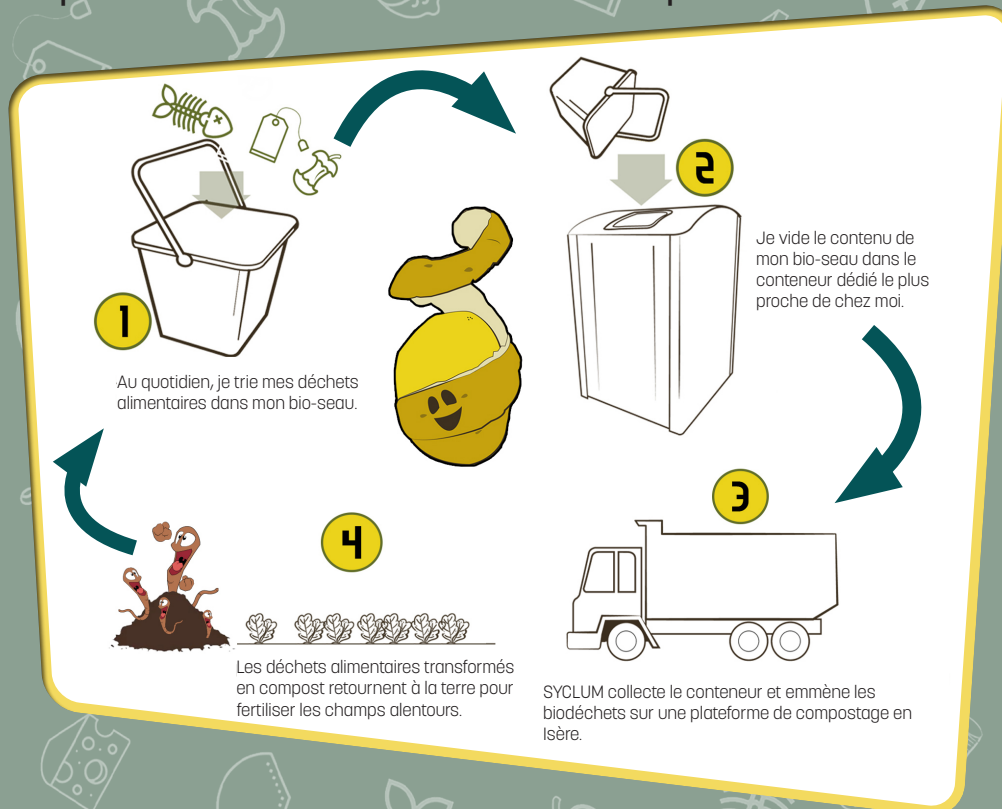 1
Au quotidien, je trie mes déchets
alimentaires dans mon bio-seau.
2
Je vide le contenu de
mon bio-seau dans le
conteneur dédié le plus
proche de chez moi.
3
SYCLUM collecte le conteneur et emmène les
biodéchets sur une plateforme de compostage en
Isère.
4
Les déchets alimentaires transformés
en compost retournent à la terre pour
fertiliser les champs alentours.